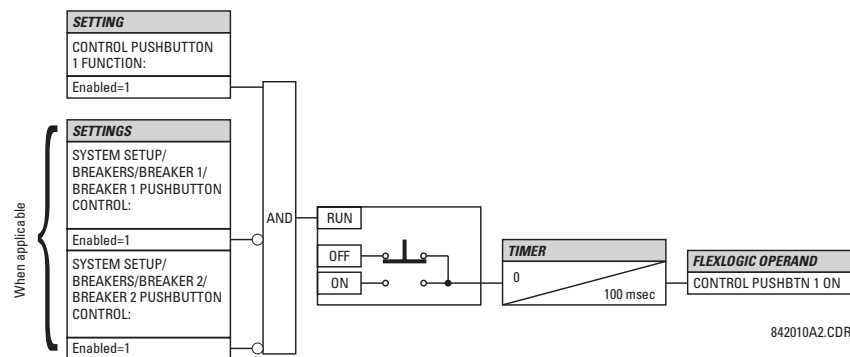 SETTING
CONTROL PUSHBUTTON
1 FUNCTION:
Enabled=1
When applicable
SETTINGS
SYSTEM SETUP/
BREAKERS/BREAKER 1/
BREAKER 1 PUSHBUTTON
CONTROL:
Enabled=1
SYSTEM SETUP/
BREAKERS/BREAKER 2/
BREAKER 2 PUSHBUTTON
CONTROL:
Enabled=1
AND
RUN
OFF
ON
TIMER
0
100 msec
FLEXLOGIC OPERAND
CONTROL PUSHBTN 1 ON
842010A2.CDR